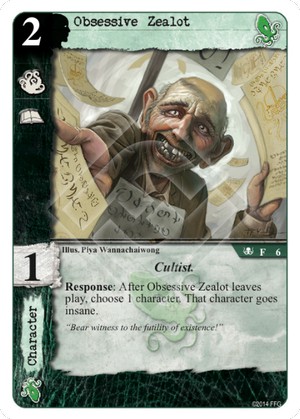 2
Obsessive Zealot
Illus. Piya Wannachaiwong
F 6
1
Cultist.
Response: After Obsessive Zealot leaves
play, choose 1 character. That character goes
insane.
"Bear witness to the futility of existence!"
Character
©2014 FFG